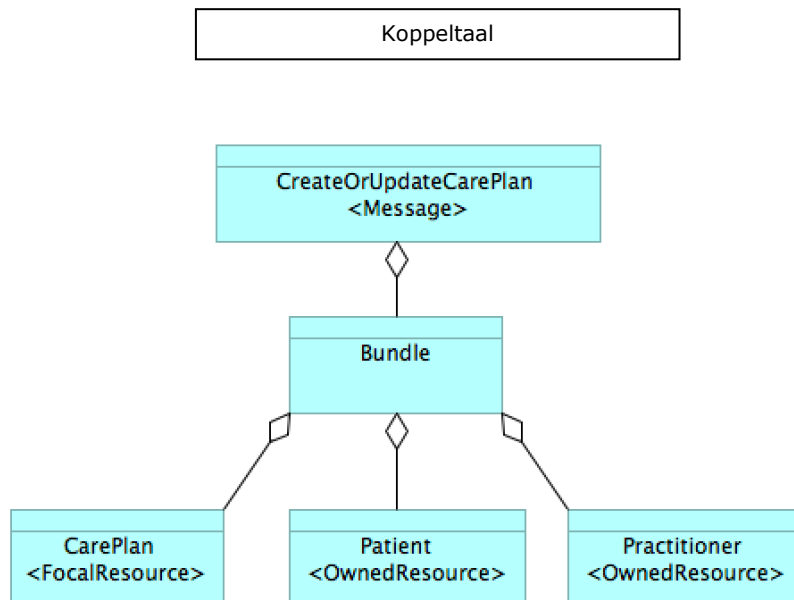 Koppeltaal
CreateOrUpdateCarePlan
<Message>
Bundle
CarePlan
<FocalResource>
Patient
<OwnedResource>
Practitioner
<OwnedResource>